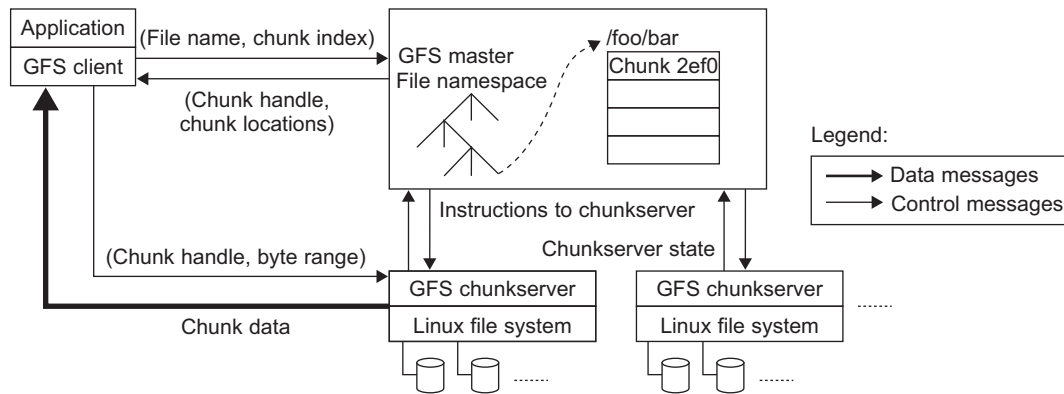 Application
GFS client
(File name, chunk index)
(Chunk handle,
chunk locations)
GFS master
File namespace
/foo/bar
Chunk 2ef0
Legend:
Data messages
Control messages
Instructions to chunkserver
Chunkserver state
(Chunk handle, byte range)
Chunk data
GFS chunkserver
Linux file system
........
GFS chunkserver
Linux file system
........
........